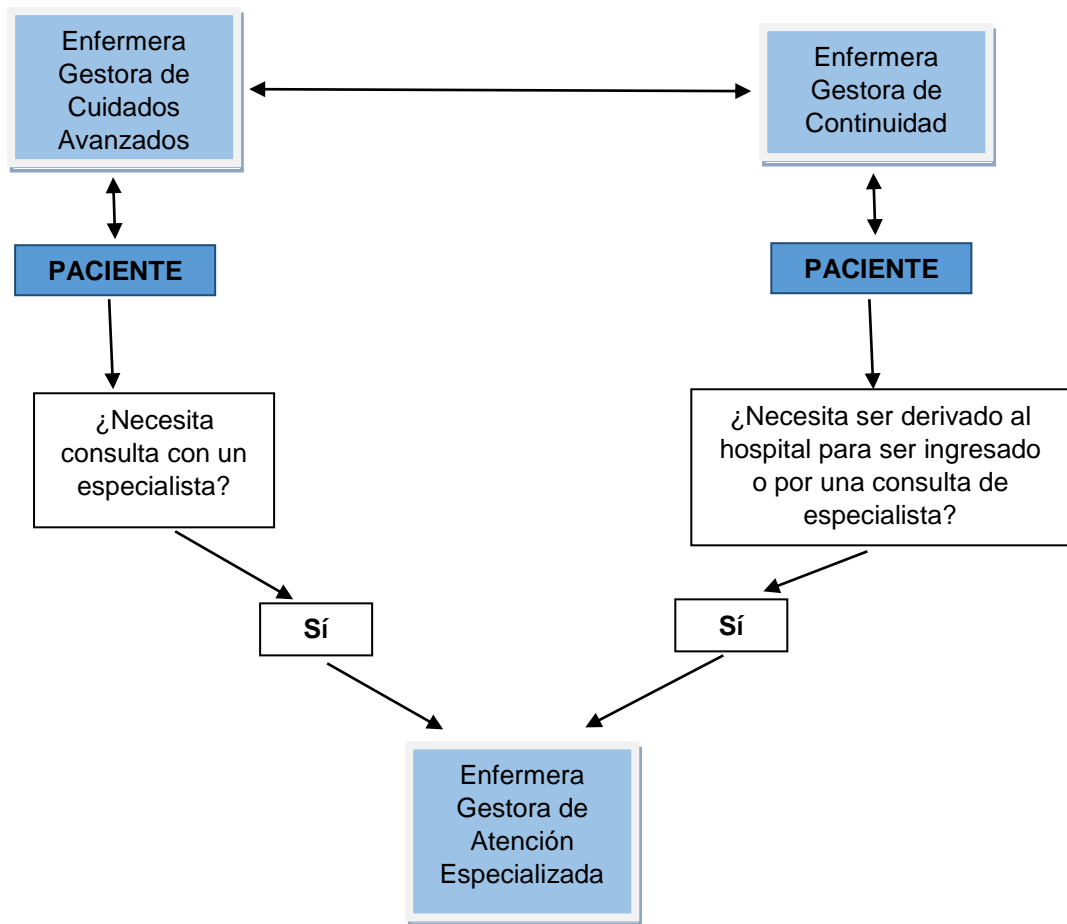 Enfermera
Gestora de
Cuidados
Avanzados
Enfermera
Gestora de
Continuidad
PACIENTE
PACIENTE
¿Necesita
consulta con un
especialista?
¿Necesita ser derivado al
hospital para ser ingresado
o por una consulta de
especialista?
Sí
Sí
Enfermera
Gestora de
Atención
Especializada